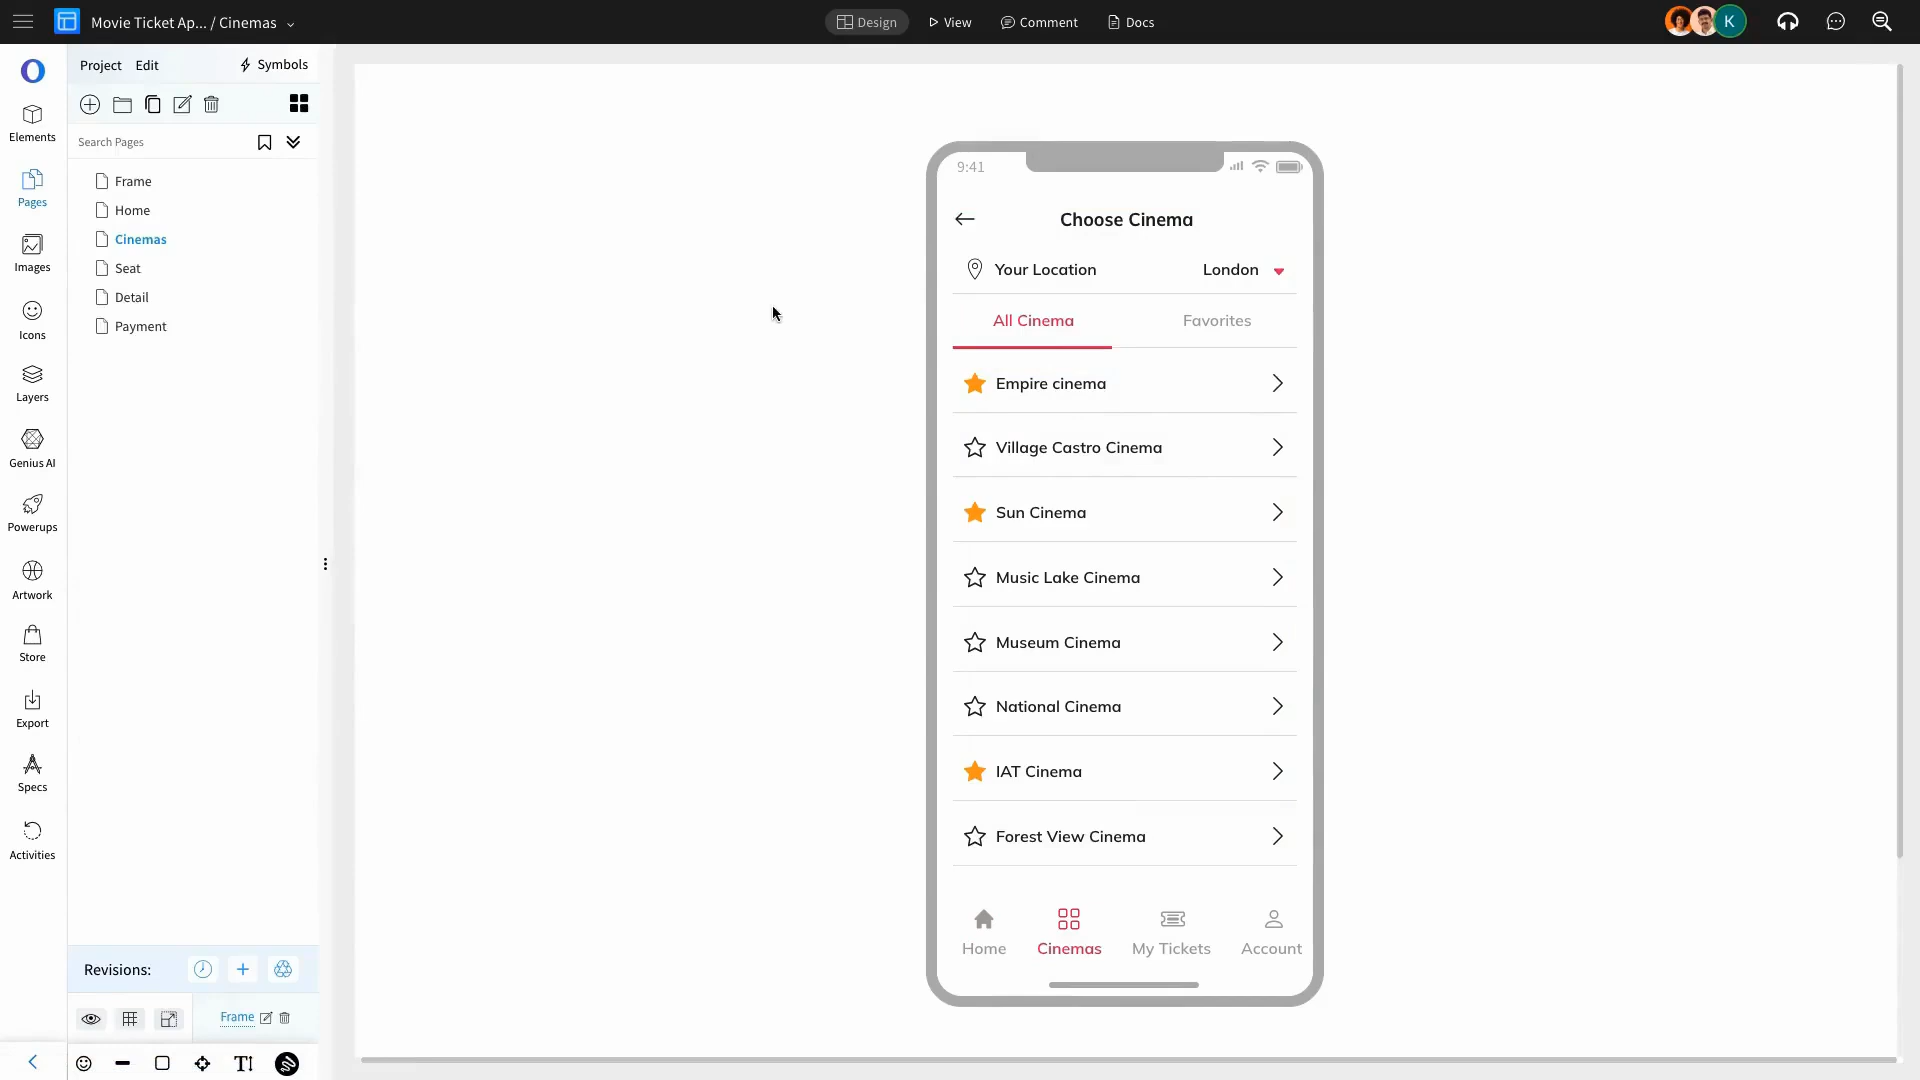 Movie Ticket Ap... / Cinemas
Design
View
Comment
Docs
K
Project
Edit
Symbols
Search Pages
Frame
Home
Cinemas
Seat
Detail
Payment
Elements
Pages
Images
Icons
Layers
Genius AI
Powerups
Artwork
Store
Export
Specs
Activities
Revisions:
Frame
T
9:41
Choose Cinema
Your Location
London
All Cinema
Favorites
Empire cinema
Village Castro Cinema
Sun Cinema
Music Lake Cinema
Museum Cinema
National Cinema
IAT Cinema
Forest View Cinema
Home
Cinemas
My Tickets
Account